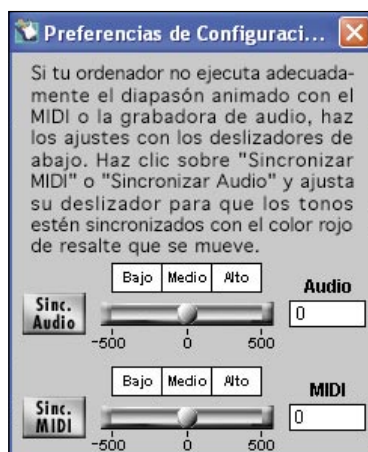 Preferencias de Configuraci...
Si tu ordenador no ejecuta adecuada-
mente el diapasón animado con el
MIDI o la grabadora de audio, haz
los ajustes con los deslizadores de
abajo. Haz clic sobre "Sincronizar
MIDI" o "Sincronizar Audio" y ajusta
su deslizador para que los tonos
estén sincronizados con el color rojo
de resalte que se mueve.
Bajo Medio Alto Audio
Sinc.
Audio
0
-500 0 500
Bajo Medio Alto MIDI
Sinc.
MIDI
0
-500 0 500